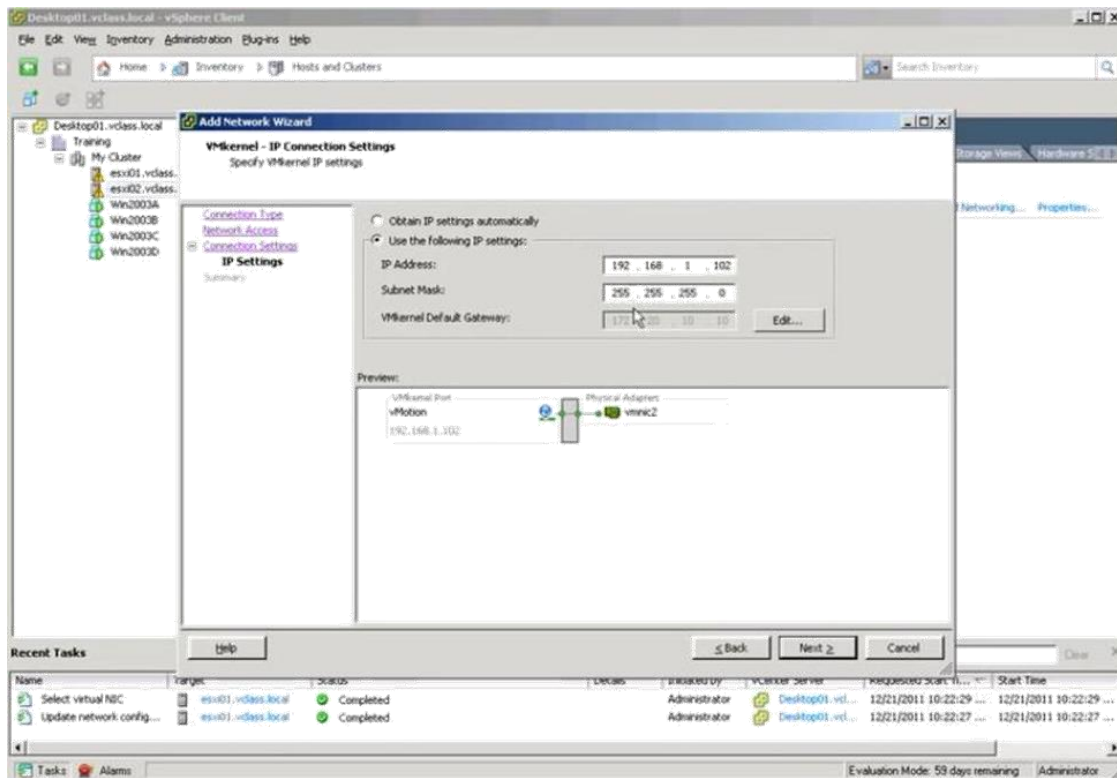 Desktop01.vclass.local - vSphere Client
File Edit View Inventory Administration Plug-ins Help
Home Inventory Hosts and Clusters
Search Inventory
Desktop01.vclass.local
Training
My Cluster
esxi01.vclass.
esxi02.vclass.
Win2003A
Win2003B
Win2003C
Win2003D
Storage Views Hardware S
Networking... Properties...
Add Network Wizard
VMkernel - IP Connection Settings
Specify VMkernel IP settings
Connection Type
Network Access
Connection Settings
IP Settings
Summary
Obtain IP settings automatically
Use the following IP settings:
IP Address: 192 . 168 . 1 . 102
Subnet Mask: 255 . 255 . 255 . 0
VMkernel Default Gateway: 172 . 20 . 10 . 10 Edit...
Preview:
VMkernel Port Physical Adapters
vMotion vmnic2
192.168.1.102
Help < Back Next > Cancel
Recent Tasks Clear
Name Target Status Details Initiated by vCenter Server Requested Start Ti... Start Time
Select virtual NIC esxi01.vclass.local Completed Administrator Desktop01.vcl... 12/21/2011 10:22:29 ... 12/21/2011 10:22:29 ...
Update network config... esxi01.vclass.local Completed Administrator Desktop01.vcl... 12/21/2011 10:22:27 ... 12/21/2011 10:22:27 ...
Tasks Alarms Evaluation Mode: 59 days remaining Administrator